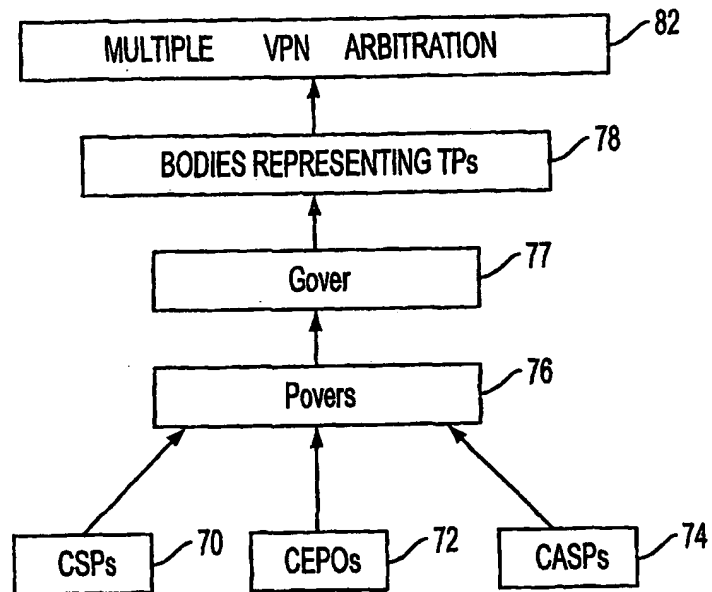 MULTIPLE VPN ARBITRATION 82
BODIES REPRESENTING TPs 78
Gover 77
Povers 76
CSPs 70 CEPOs 72 CASPs 74